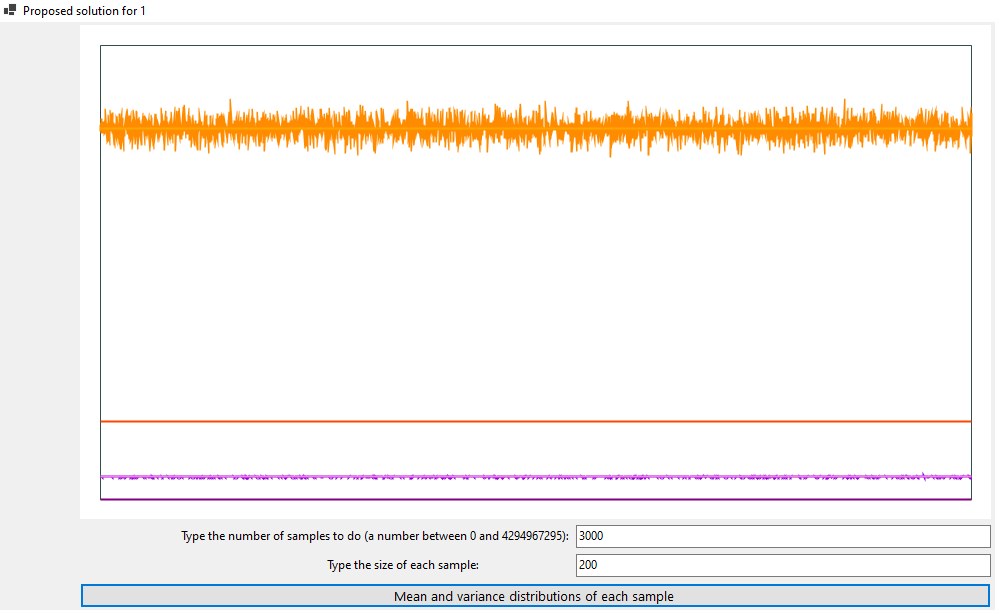 Proposed solution for 1
Type the number of samples to do (a number between 0 and 4294967295): 3000
Type the size of each sample: 200
Mean and variance distributions of each sample